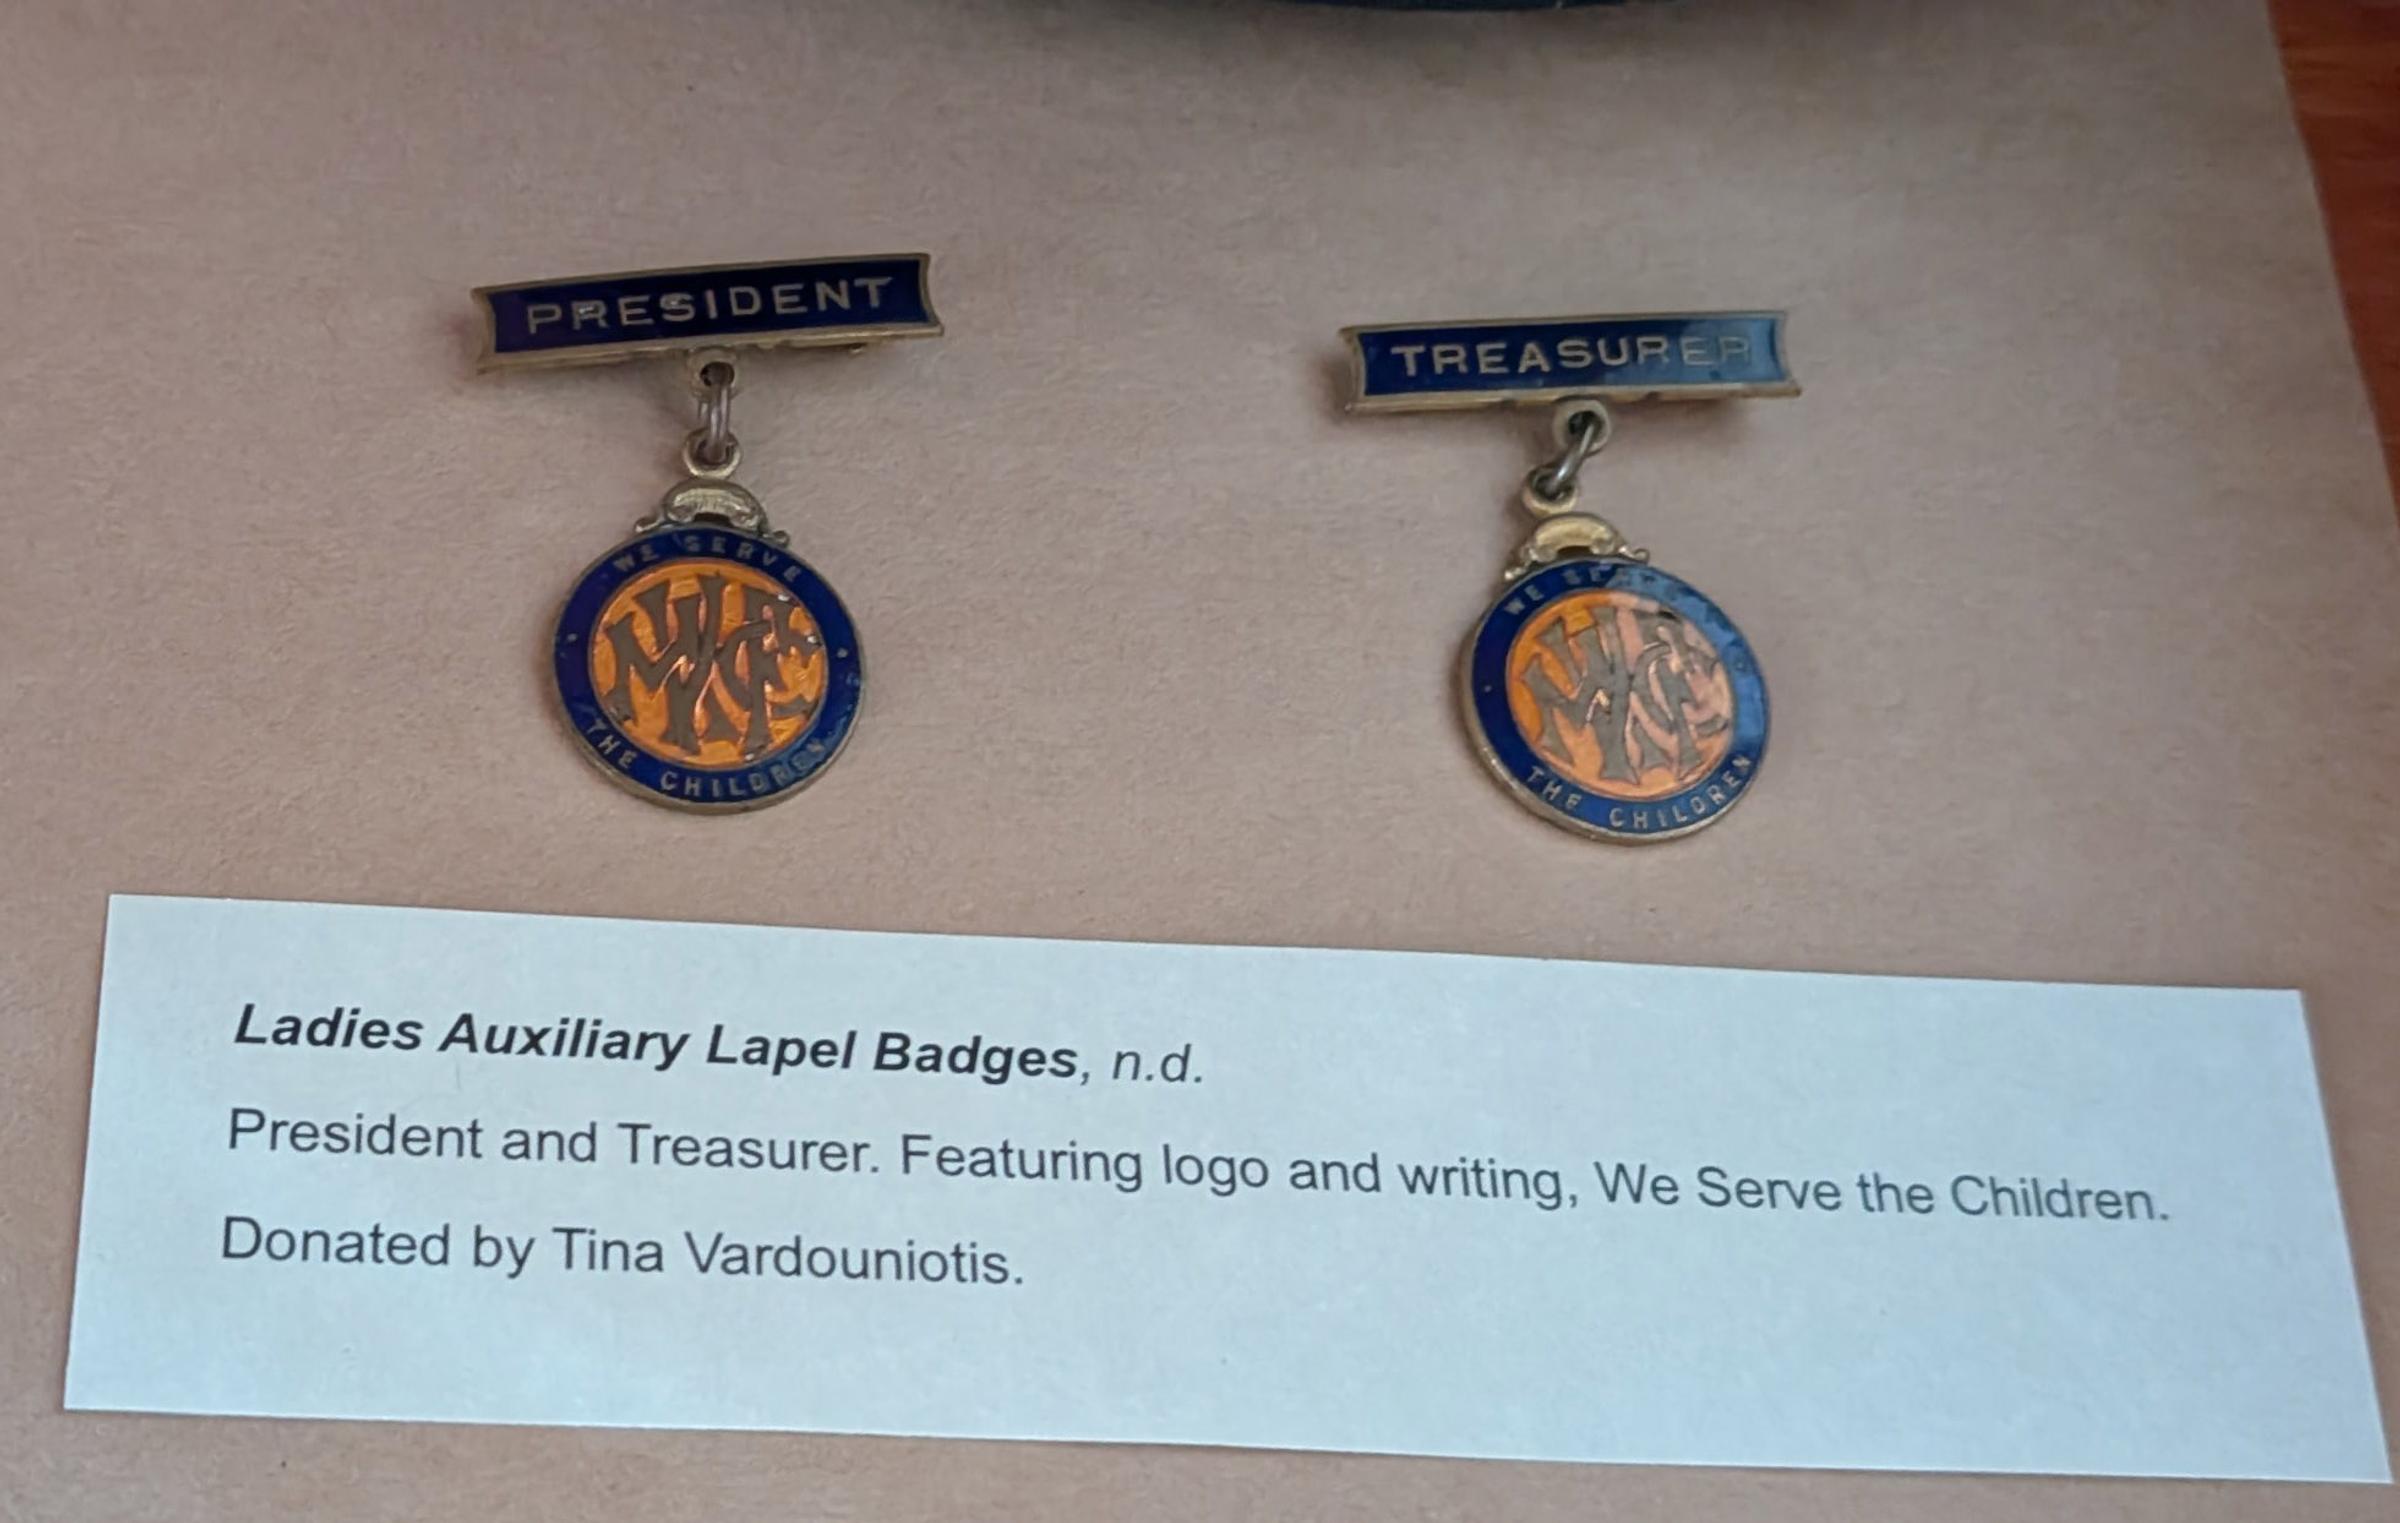 PRESIDENT
TREASURER
WE SERVE
THE CHILDREN
WE
THE CHILDREN
Ladies Auxiliary Lapel Badges, n.d.
President and Treasurer. Featuring logo and writing, We Serve the Children.
Donated by Tina Vardouniotis.